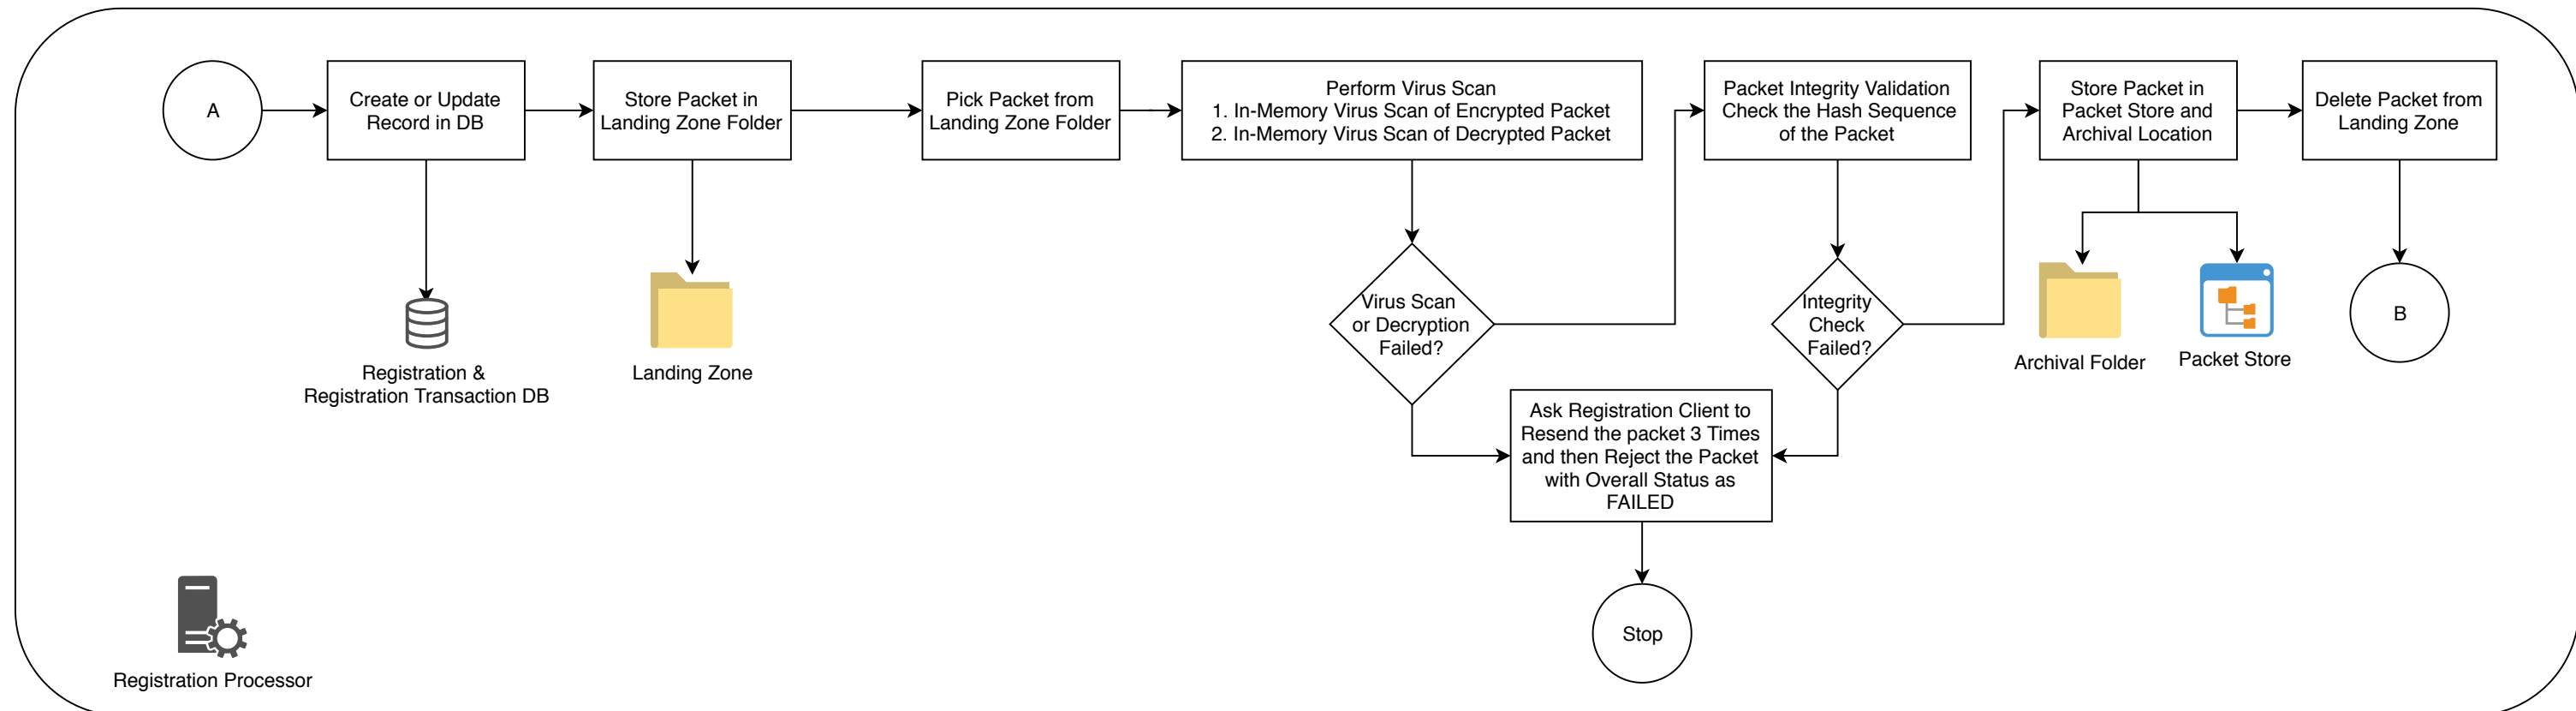 A
Create or Update
Record in DB
Store Packet in
Landing Zone Folder
Pick Packet from
Landing Zone Folder
Perform Virus Scan
1. In-Memory Virus Scan of Encrypted Packet
2. In-Memory Virus Scan of Decrypted Packet
Packet Integrity Validation
Check the Hash Sequence
of the Packet
Store Packet in
Packet Store and
Archival Location
Delete Packet from
Landing Zone
Registration &
Registration Transaction DB
Landing Zone
Virus Scan
or Decryption
Failed?
Integrity
Check
Failed?
Archival Folder
Packet Store
B
Ask Registration Client to
Resend the packet 3 Times
and then Reject the Packet
with Overall Status as
FAILED
Stop
Registration Processor